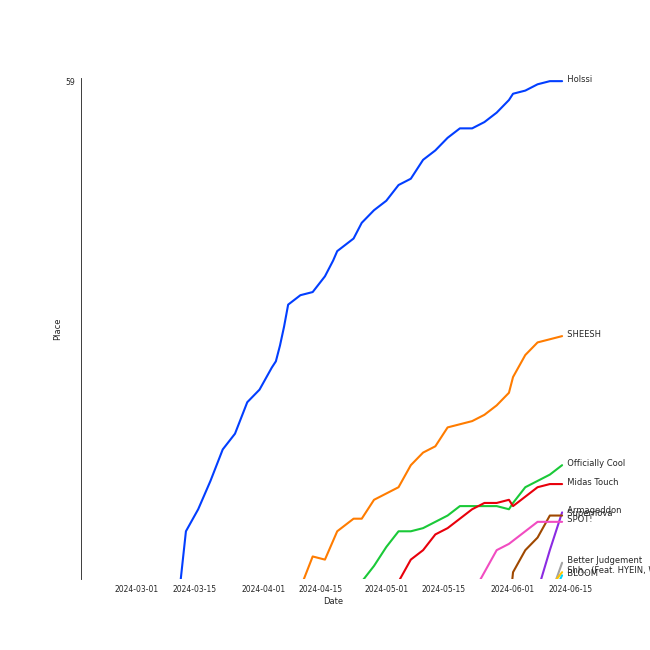 59
Holssi
SHEESH
Officially Cool
Midas Touch
Armageddon
Supernova
SPOT!
Better Judgement
(Feat. HYEIN,
BLOOM
Place
2024-03-01 2024-03-15 2024-04-01 2024-04-15 2024-05-01 2024-05-15 2024-06-01 2024-06-15
Date